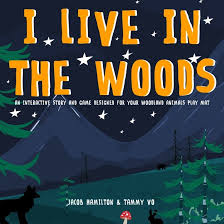 I LIVE IN
THE WOODS
AN INTERACTIVE STORY AND GAME DESIGNED FOR YOUR WOODLAND ANIMALS PLAY MAT
JACOB HAMILTON & TAMMY VO